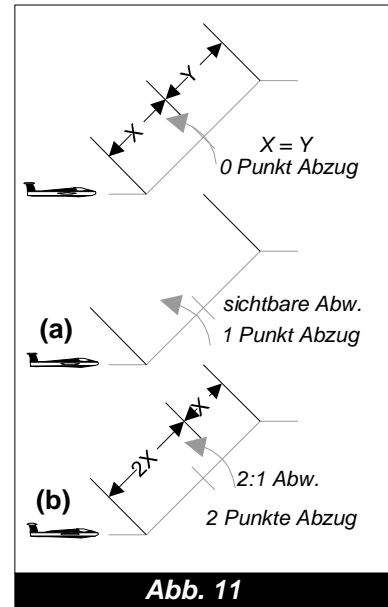 Y
X
X = Y
0 Punkt Abzug
(a)
sichtbare Abw.
1 Punkt Abzug
X
2X
(b)
2:1 Abw.
2 Punkte Abzug
Abb. 11